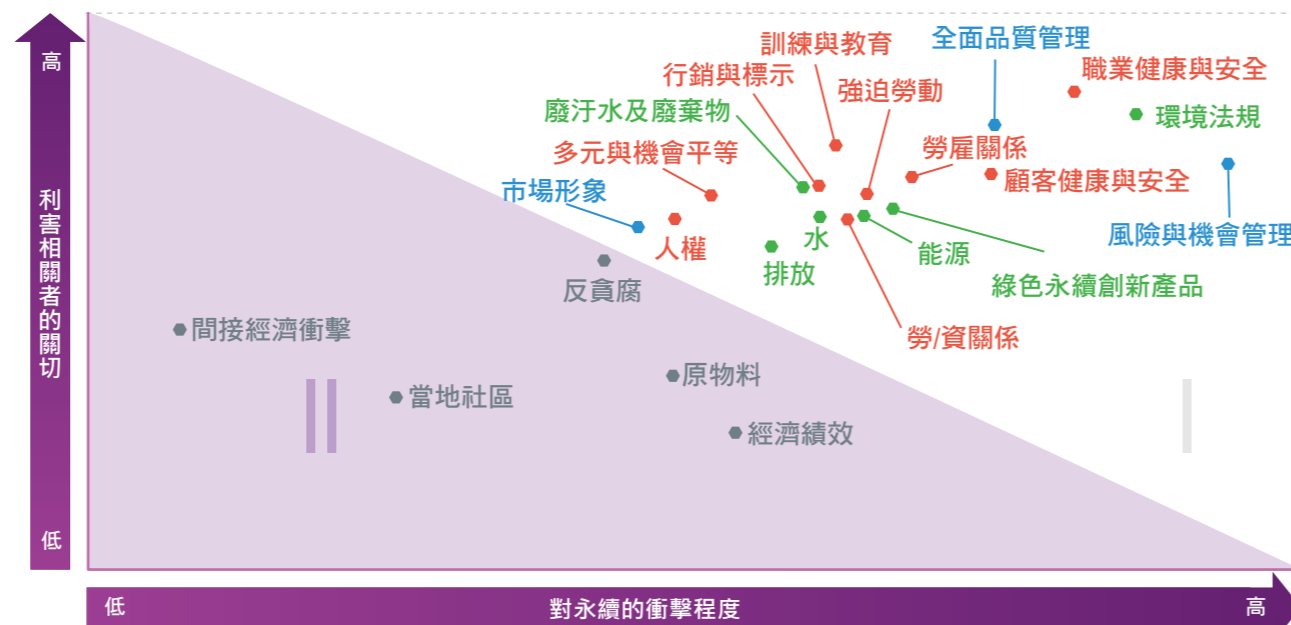 高
利害相關者的關切
低
全面品質管理
訓練與教育
職業健康與安全
行銷與標示
強迫勞動
廢汙水及廢棄物
環境法規
勞雇關係
多元與機會平等
顧客健康與安全
市場形象
風險與機會管理
水
人權
能源
排放
綠色永續創新產品
反貪腐
間接經濟衝擊
勞/資關係
原物料
當地社區
經濟績效
低
對永續的衝擊程度
高